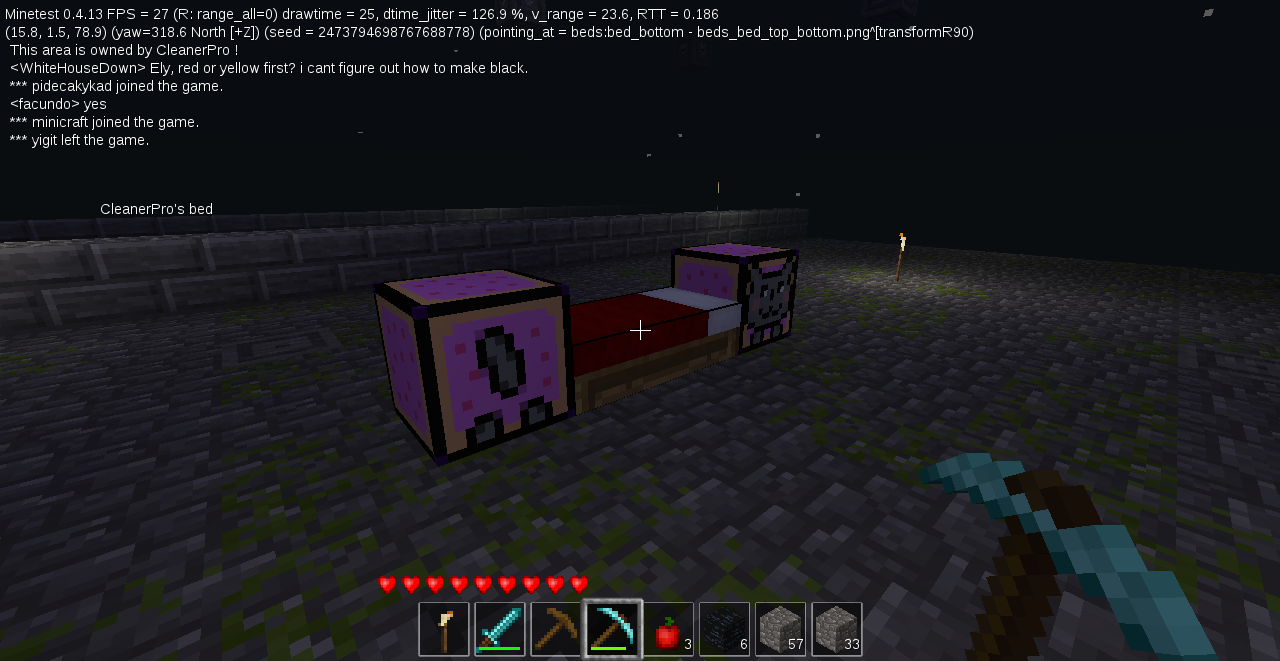 Minetest 0.4.13 FPS = 27 (R: range_all=0) drawtime = 25, dtime_jitter = 126.9 %, v_range = 23.6, RTT = 0.186
(15.8, 1.5, 78.9) (yaw=318.6 North [+Z]) (seed = 2473794698767688778) (pointing_at = beds:bed_bottom - beds_bed_top_bottom.png^[transformR90)
This area is owned by CleanerPro !
<WhiteHouseDown> Ely, red or yellow first? i cant figure out how to make black.
*** pidecakykad joined the game.
<facundo> yes
*** minicraft joined the game.
*** yigit left the game.
CleanerPro's bed
3 6 57 33